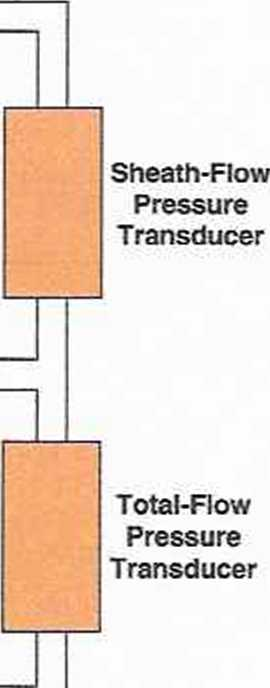 Sheath-Flow
Pressure
Transducer
Total-Flow
Pressure
Transducer